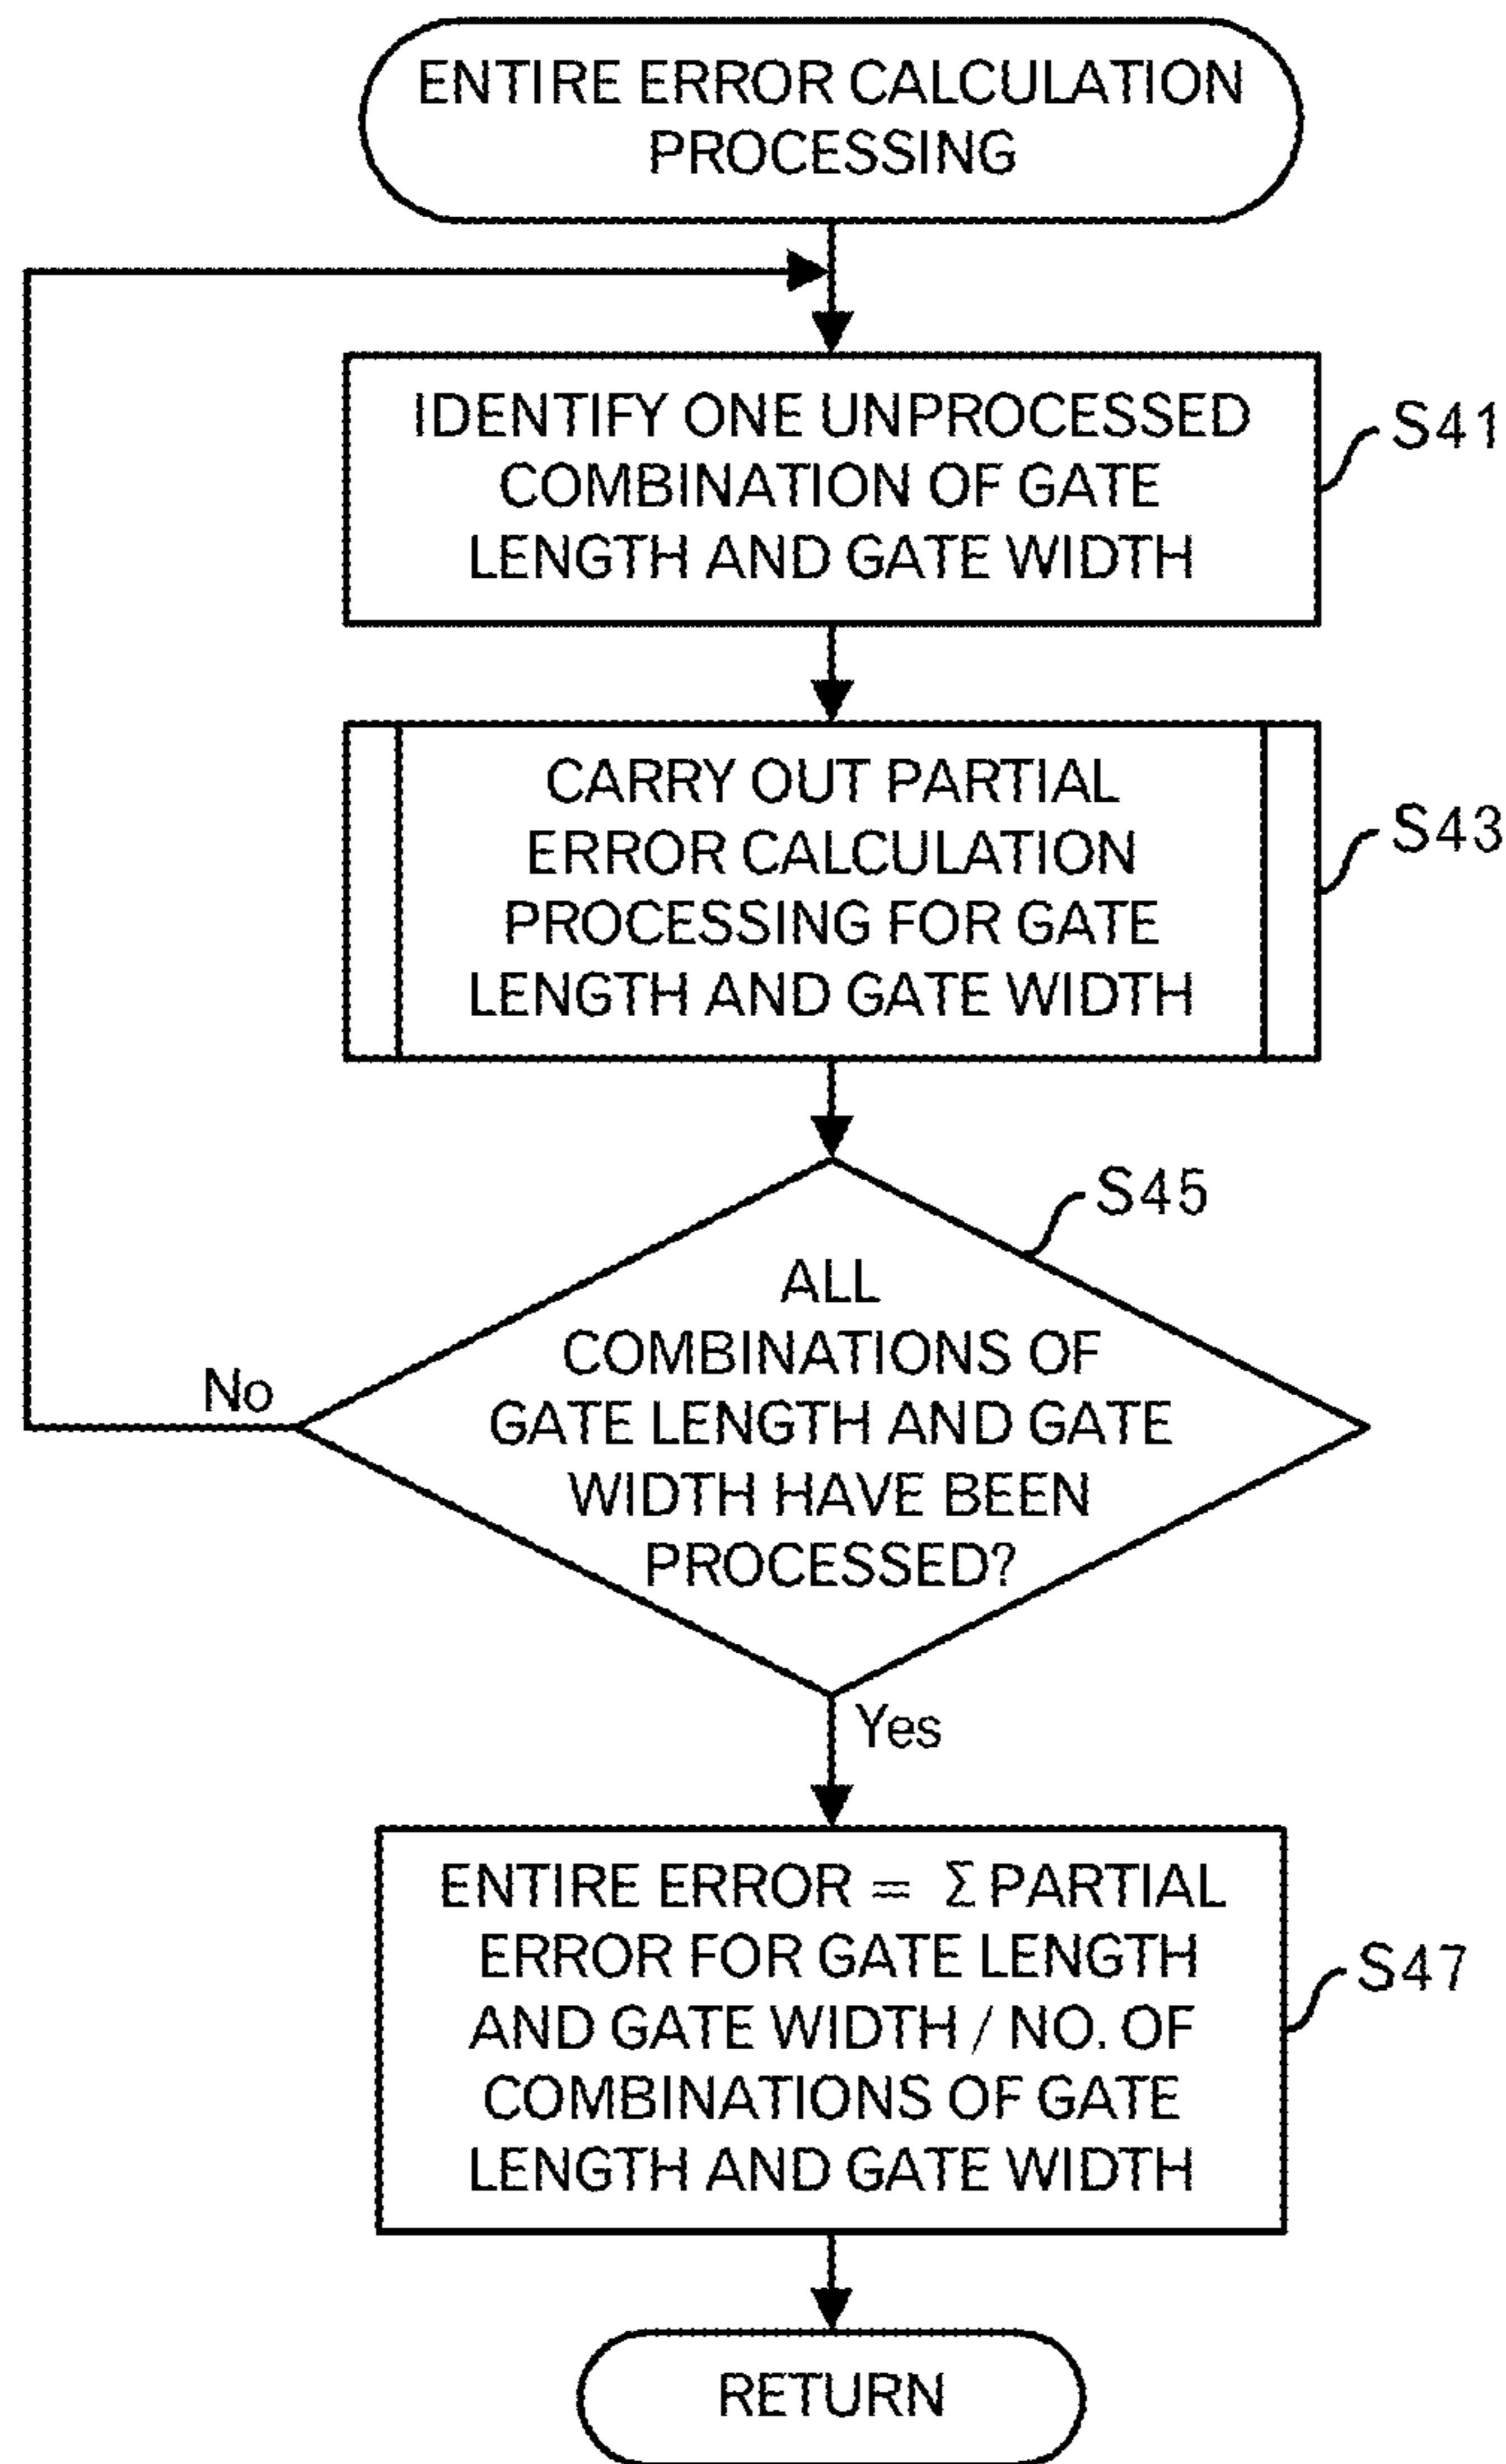 ENTIRE ERROR CALCULATION
PROCESSING
IDENTIFY ONE UNPROCESSED
COMBINATION OF GATE
LENGTH AND GATE WIDTH
S41
CARRY OUT PARTIAL
ERROR CALCULATION
PROCESSING FOR GATE
LENGTH AND GATE WIDTH
S43
S45
ALL
COMBINATIONS OF
GATE LENGTH AND GATE
WIDTH HAVE BEEN
PROCESSED?
No
Yes
ENTIRE ERROR = Σ PARTIAL
ERROR FOR GATE LENGTH
AND GATE WIDTH / NO. OF
COMBINATIONS OF GATE
LENGTH AND GATE WIDTH
S47
RETURN